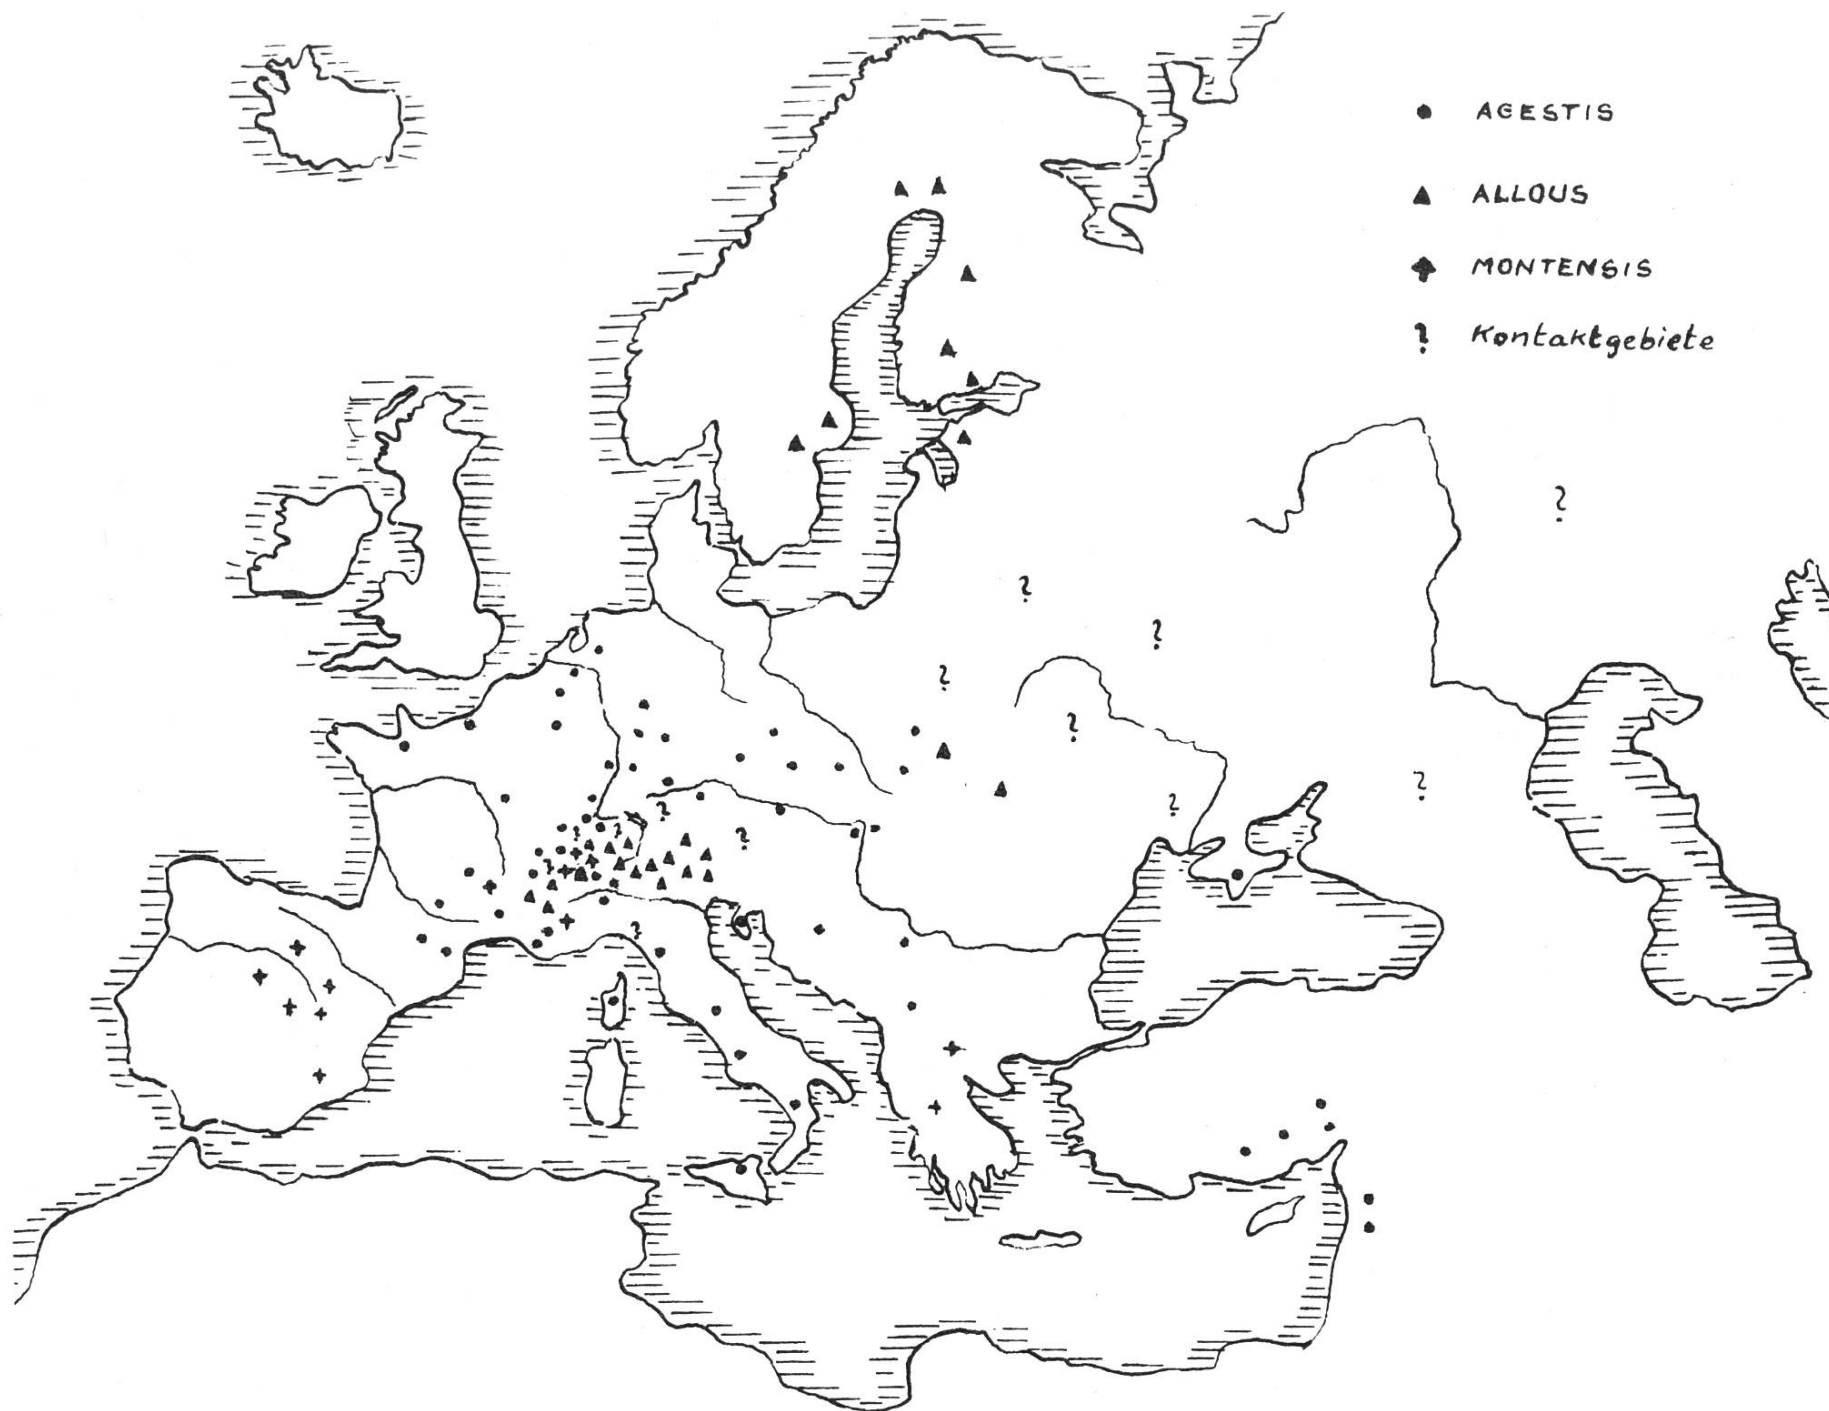 ● AGESTIS
▲ ALLOUS
✦ MONTENSIS
? Kontaktgebiete